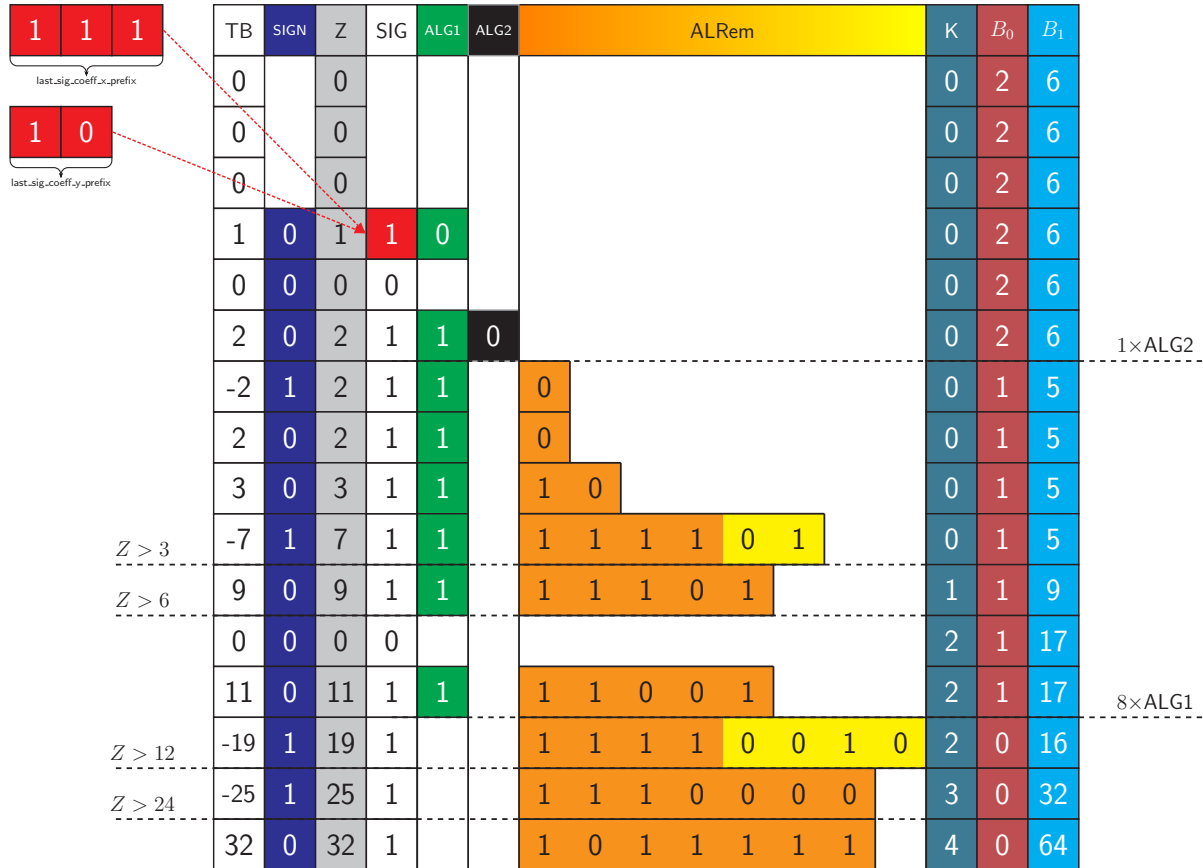 1 1 1
last_sig_coeff_x_prefix
1 0
last_sig_coeff_y_prefix
TB SIGN Z SIG ALG1 ALG2 ALRem K B0 B1
0 0 0 2 6
0 0 0 2 6
0 0 0 2 6
1 0 1 1 0 0 2 6
0 0 0 0 0 2 6
2 0 2 1 1 0 0 2 6
1×ALG2
-2 1 2 1 1 0 0 1 5
2 0 2 1 1 0 0 1 5
3 0 3 1 1 1 0 0 1 5
-7 1 7 1 1 1 1 1 1 0 1 0 1 5
Z > 3
9 0 9 1 1 1 1 1 0 1 1 1 9
Z > 6
0 0 0 0 2 1 17
11 0 11 1 1 1 1 0 0 1 2 1 17
8×ALG1
-19 1 19 1 1 1 1 1 0 0 1 0 2 0 16
Z > 12
-25 1 25 1 1 1 1 0 0 0 0 3 0 32
Z > 24
32 0 32 1 1 0 1 1 1 1 1 4 0 64